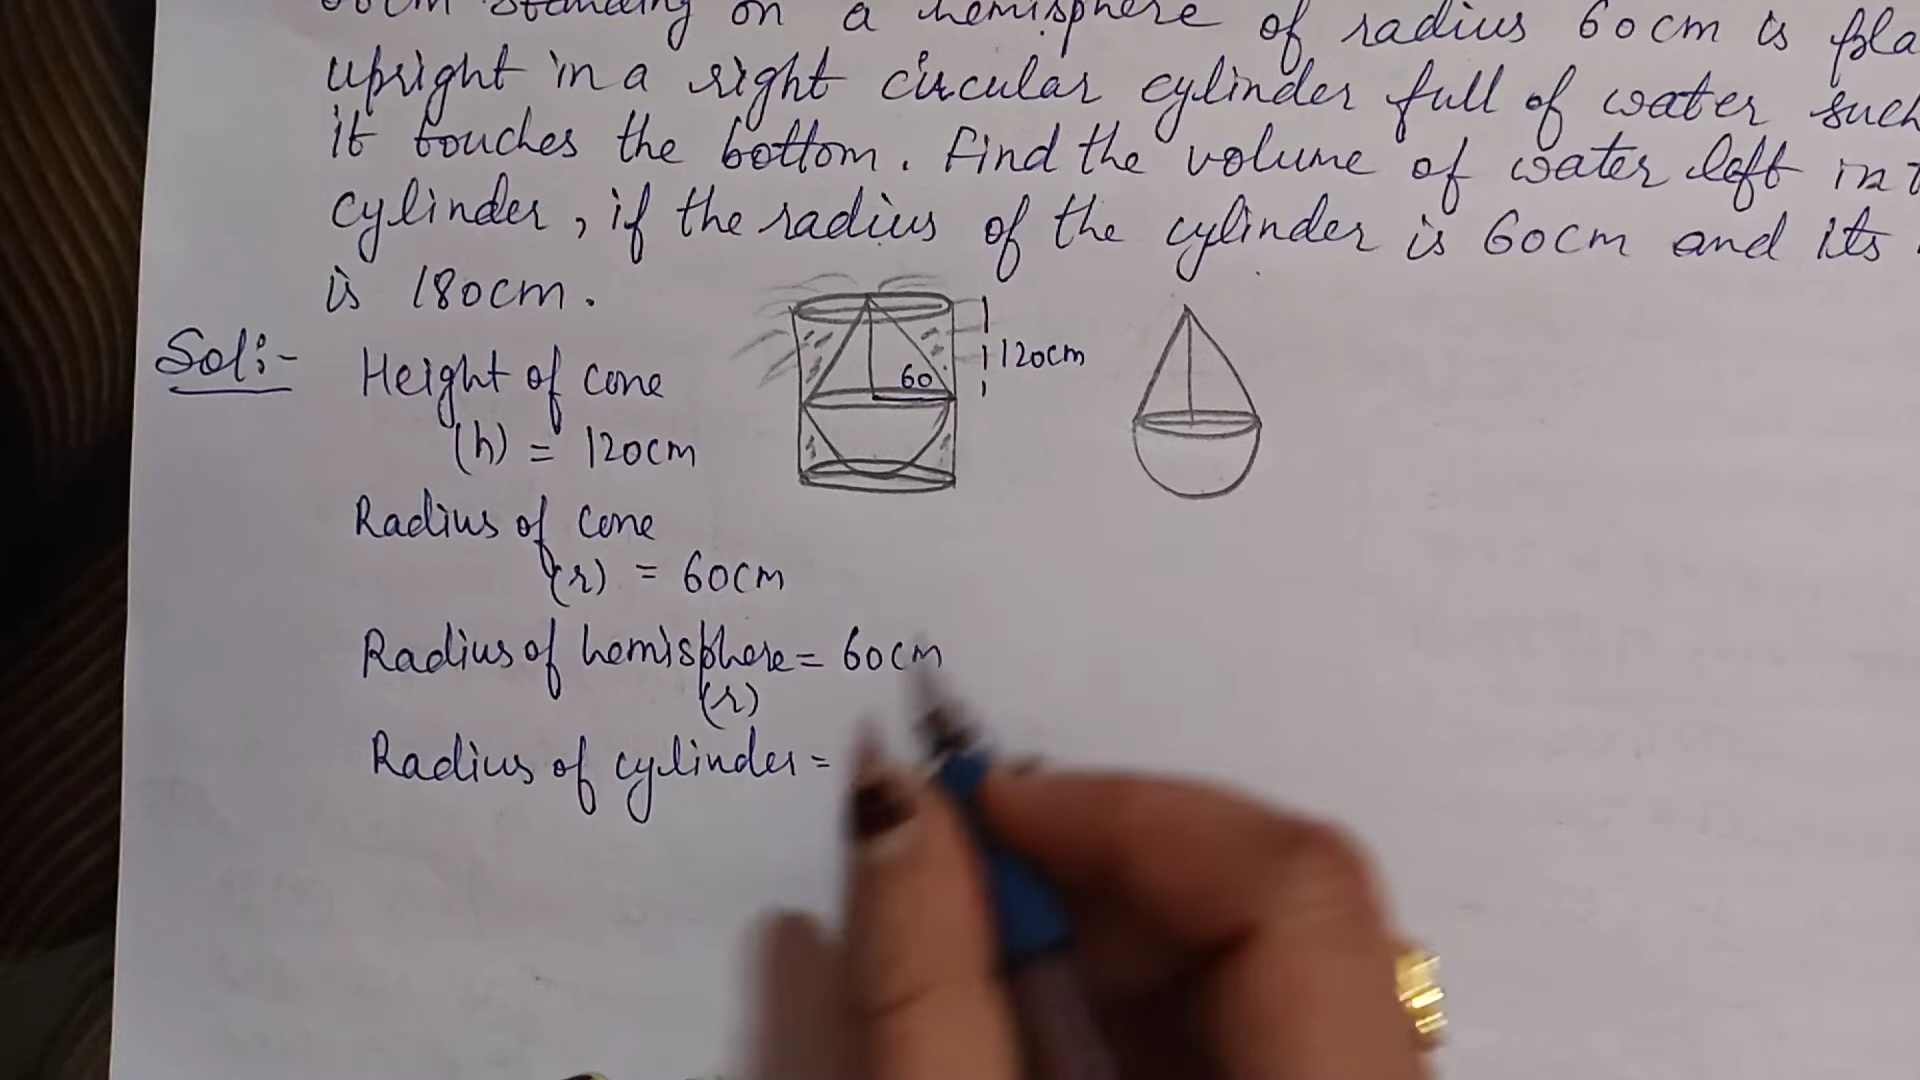 standing on a hemisphere of radius 60cm is
upright in a right circular cylinder full of water such
it touches the bottom. Find the volume of water left in
cylinder, if the radius of the cylinder is 60cm and its
is 180cm.
Sol:-
Height of cone
(h) = 120cm
60
120cm
Radius of cone
(r) = 60cm
Radius of hemisphere = 60cm
(r)
Radius of cylinder =